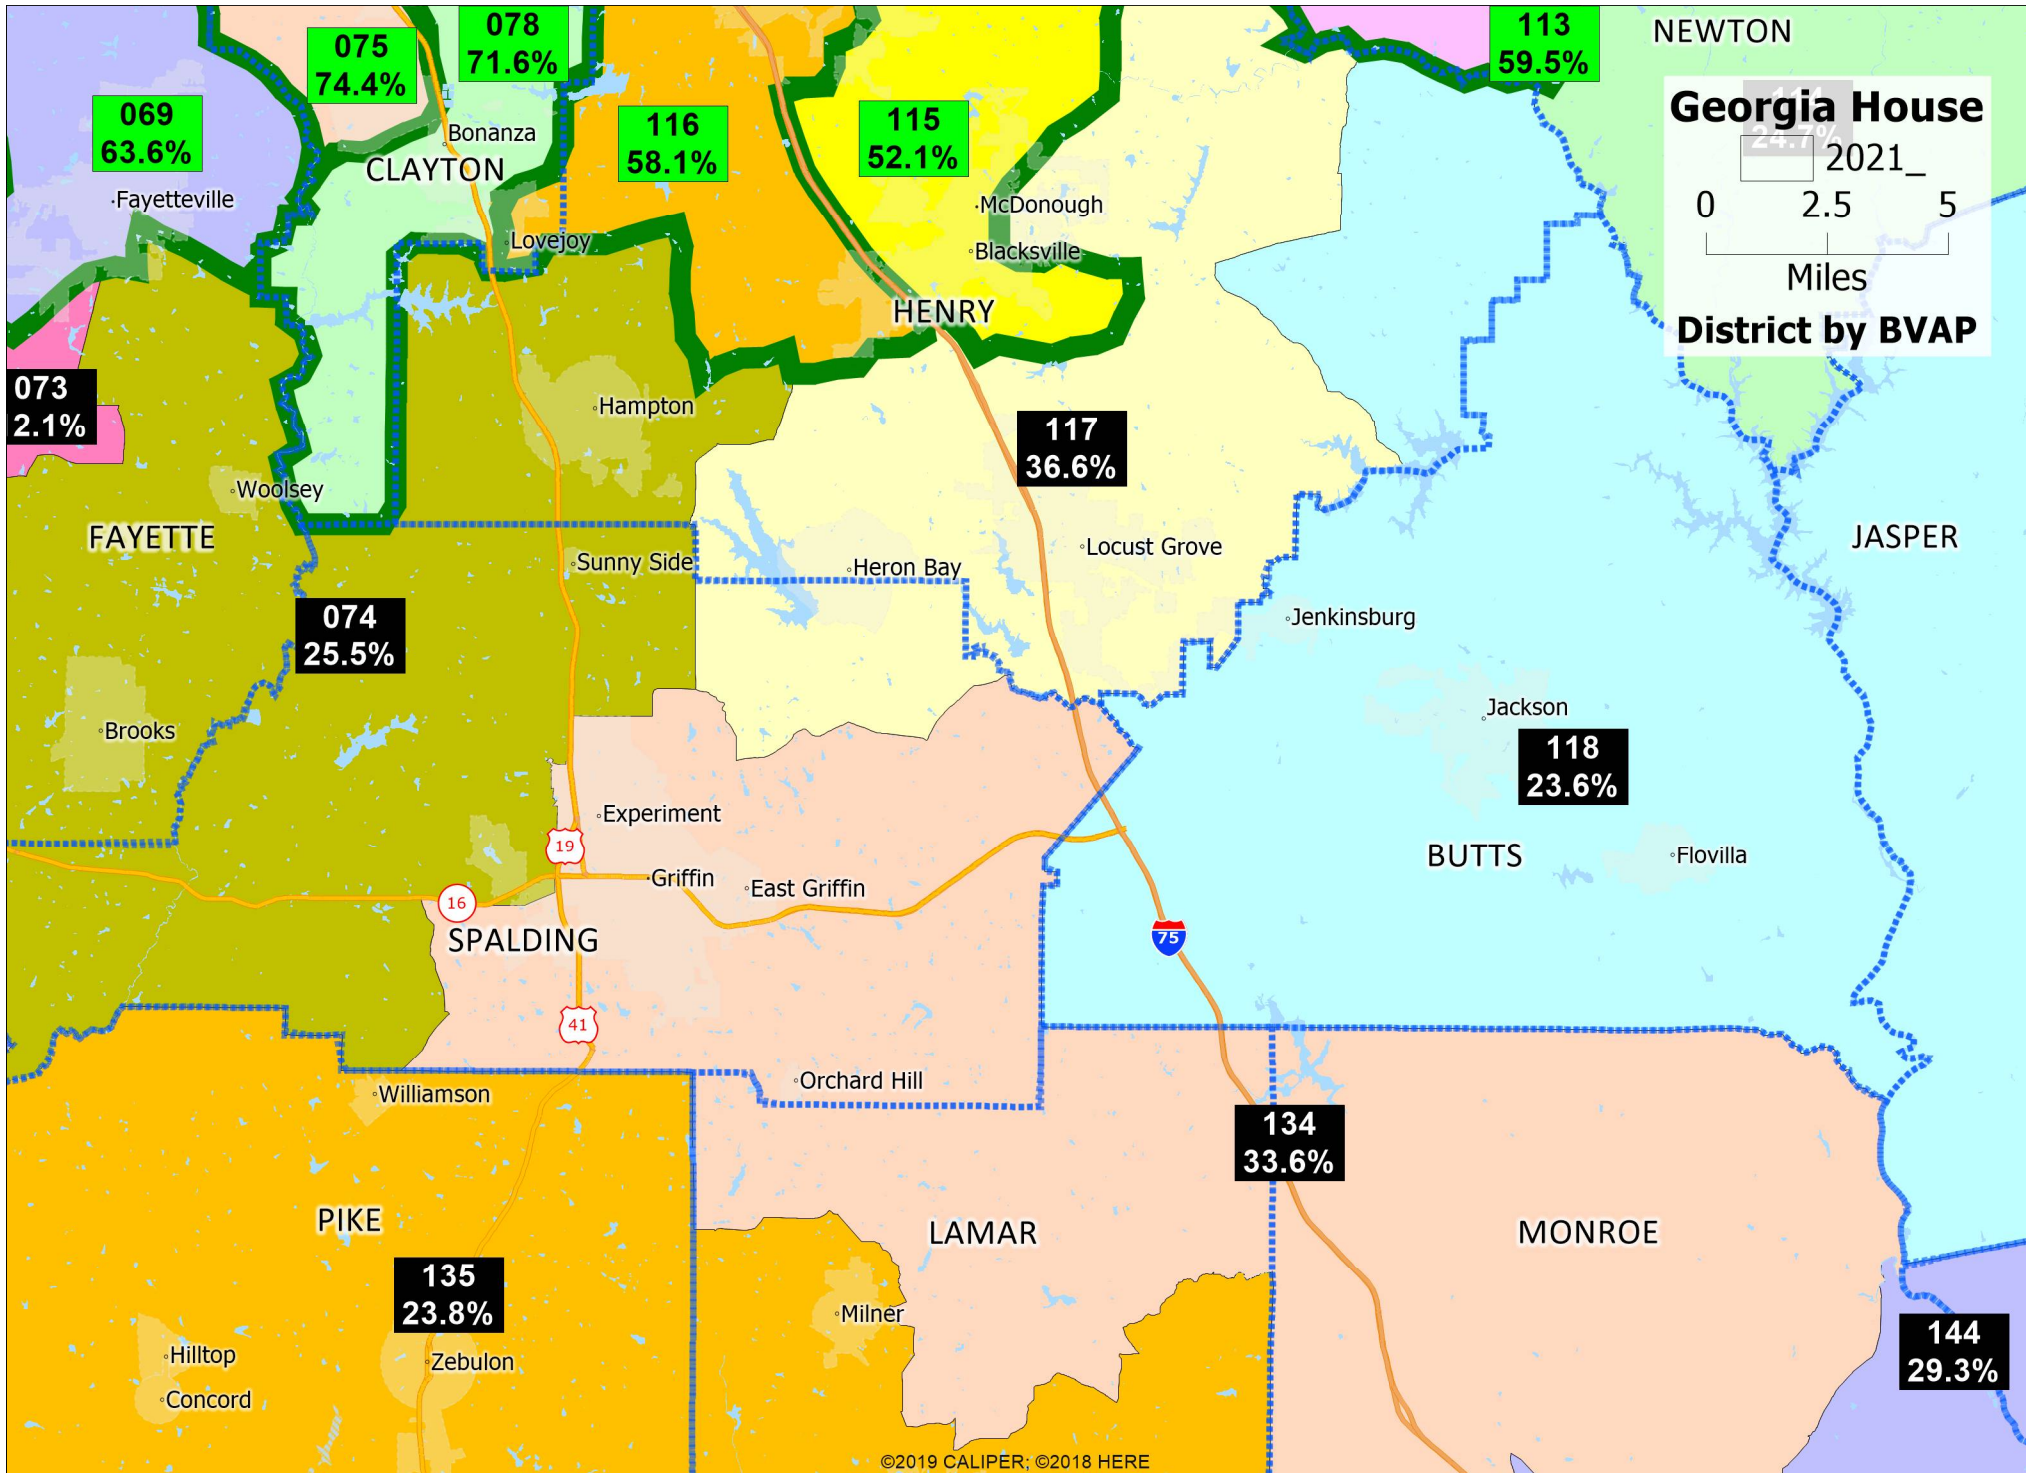 078
71.6%
113
59.5%
NEWTON
075
74.4%
069
63.6%
116
58.1%
115
52.1%
Georgia House
24.7%
2021_
0 2.5 5
Miles
District by BVAP
Bonanza
CLAYTON
Fayetteville
McDonough
Lovejoy
Blacksville
HENRY
073
2.1%
Hampton
117
36.6%
Woolsey
FAYETTE
JASPER
Sunny Side
Heron Bay
Locust Grove
074
25.5%
Jenkinsburg
Brooks
Jackson
118
23.6%
Experiment
19
BUTTS
Flovilla
Griffin
East Griffin
16
SPALDING
75
41
Orchard Hill
Williamson
134
33.6%
PIKE
LAMAR
MONROE
135
23.8%
Milner
144
29.3%
Hilltop
Zebulon
Concord
©2019 CALIPER; ©2018 HERE